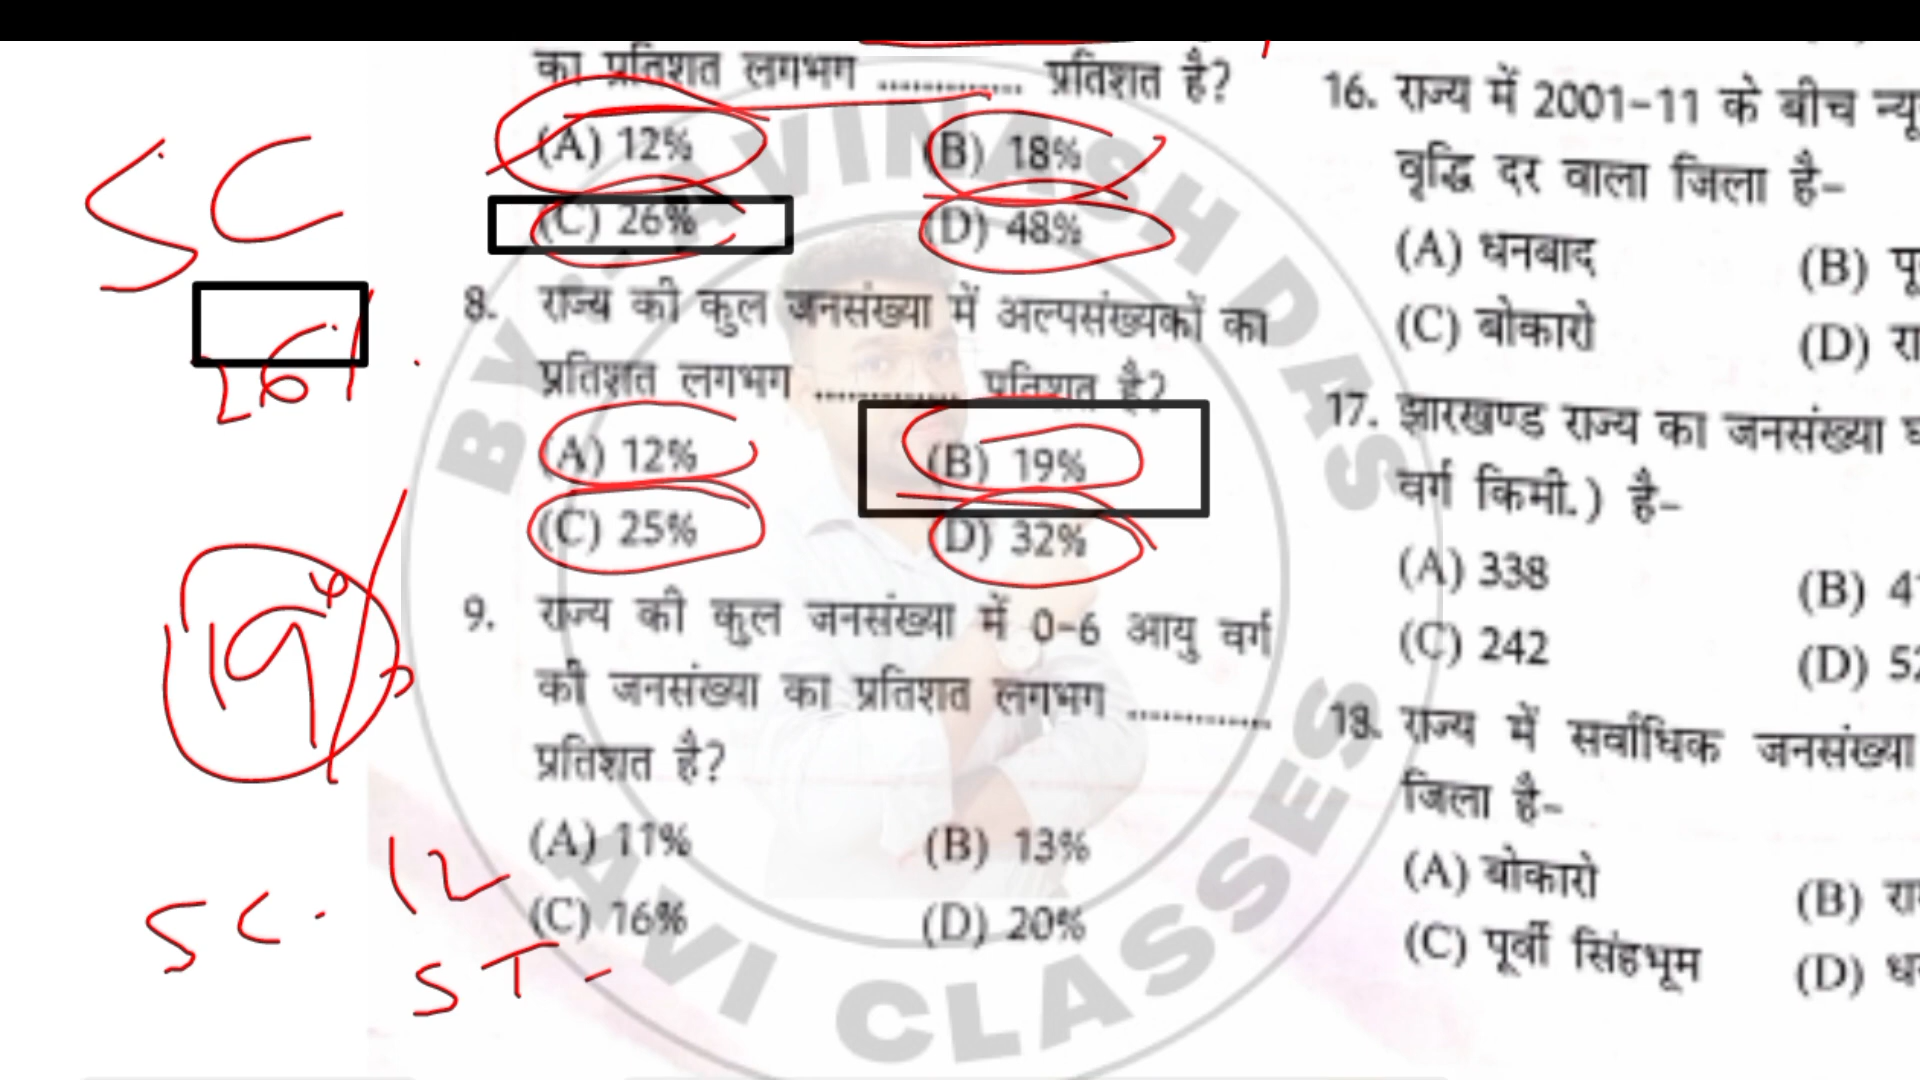 का प्रतिशत लगभग ............ प्रतिशत है?
(A) 12% (B) 18%
(C) 26% (D) 48%
8. राज्य की कुल जनसंख्या में अल्पसंख्यकों का
प्रतिशत लगभग ............ प्रतिशत है?
(A) 12% (B) 19%
(C) 25% (D) 32%
9. राज्य की कुल जनसंख्या में 0-6 आयु वर्ग
की जनसंख्या का प्रतिशत लगभग ............
प्रतिशत है?
(A) 11% (B) 13%
(C) 16% (D) 20%
16. राज्य में 2001-11 के बीच
वृद्धि दर वाला जिला है-
(A) धनबाद (B)
(C) बोकारो (D)
17. झारखण्ड राज्य का जनसंख्या
वर्ग किमी.) है-
(A) 338 (B)
(C) 242 (D)
18. राज्य में सर्वाधिक जनसंख्या
जिला है-
(A) बोकारो (B)
(C) पूर्वी सिंहभूम (D)
SC
26%
19%
SC. 12
ST -
BY- AVINASH DAS
AVI CLASSES